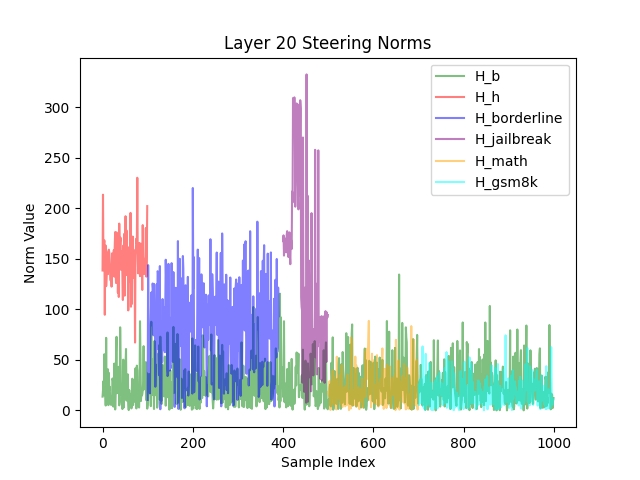 Layer 20 Steering Norms
H_b
H_h
H_borderline
H_jailbreak
H_math
H_gsm8k
Norm Value
300
250
200
150
100
50
0
0
200
400
600
800
1000
Sample Index